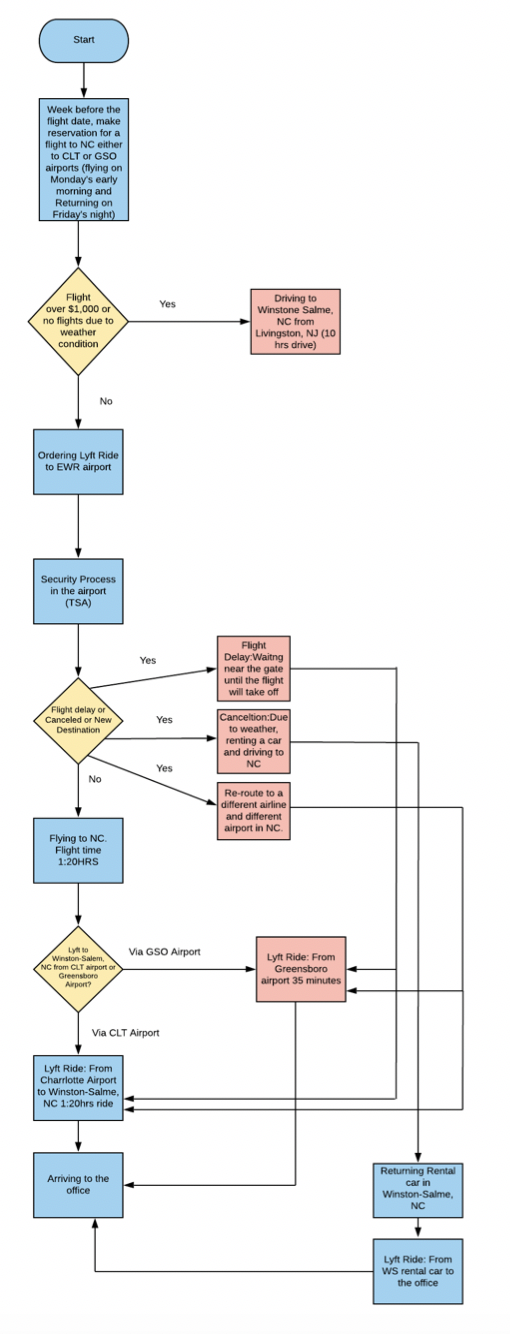 Start
Week before the
flight date, make
reservation for a
flight to NC either
to CLT or GSO
airports (flying on
Monday's early
morning and
Returning on
Friday's night)
Flight
over $1,000 or
no flights due to
weather
condition
Yes
Driving to
Winstone Salme,
NC from
Livingston, NJ (10
hrs drive)
No
Ordering Lyft Ride
to EWR airport
Security Process
in the airport
(TSA)
Flight delay or
Canceled or New
Destination
Yes
Flight
Delay:Waitng
near the gate
until the flight
will take off
Yes
Canceltion:Due
to weather,
renting a car
and driving to
NC
Yes
Re-route to a
different airline
and different
airport in NC.
No
Flying to NC.
Flight time
1:20HRS
Lyft to
Winston-Salem,
NC from CLT airport or
Greensboro
Airport?
Via GSO Airport
Lyft Ride: From
Greensboro
airport 35 minutes
Via CLT Airport
Lyft Ride: From
Charrlotte Airport
to Winston-Salme,
NC 1:20hrs ride
Arriving to the
office
Returning Rental
car in
Winston-Salme,
NC
Lyft Ride: From
WS rental car to
the office